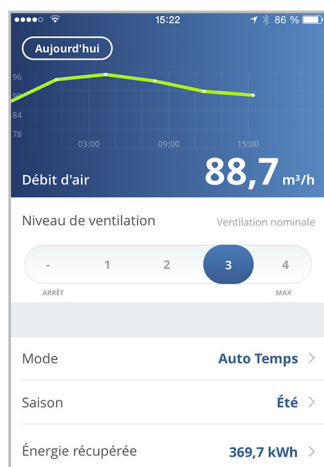 15:22 86 %
Aujourd'hui
96
90
84
78
03:00 09:00 15:00
Débit d'air 88,7 m³/h
Niveau de ventilation Ventilation nominale
- 1 2 3 4
ARRÊT MAX
Mode Auto Temps
Saison Été
Énergie récupérée 369,7 kWh